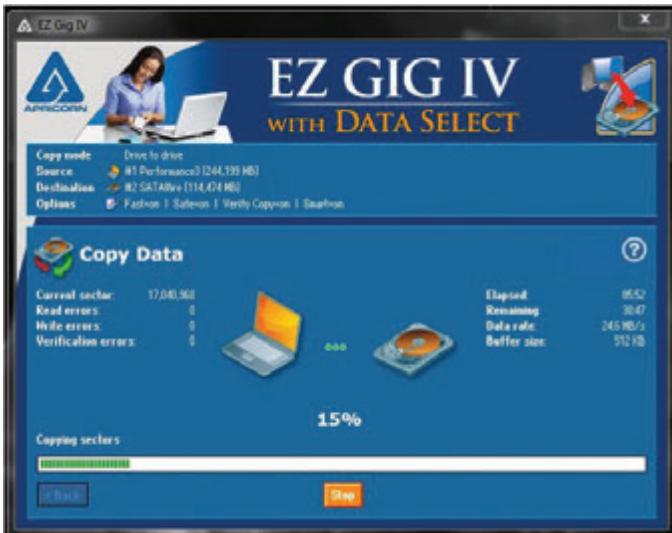 EZ Gig IV
x
APRICORN
EZ GIG IV
WITH DATA SELECT
Copy mode Drive to drive
Source #1 Performance3 [244,199 MB]
Destination #2 SATAWire [114,474 MB]
Options Fast=on | Safe=on | Verify Copy=on | Smart=on
Copy Data
?
Current sector: 17,040,968
Read errors: 0
Write errors: 0
Verification errors: 0
Elapsed: 05:52
Remaining: 30:47
Data rate: 24.6 MB/s
Buffer size: 512 KB
15%
Copying sectors
< Back
Stop